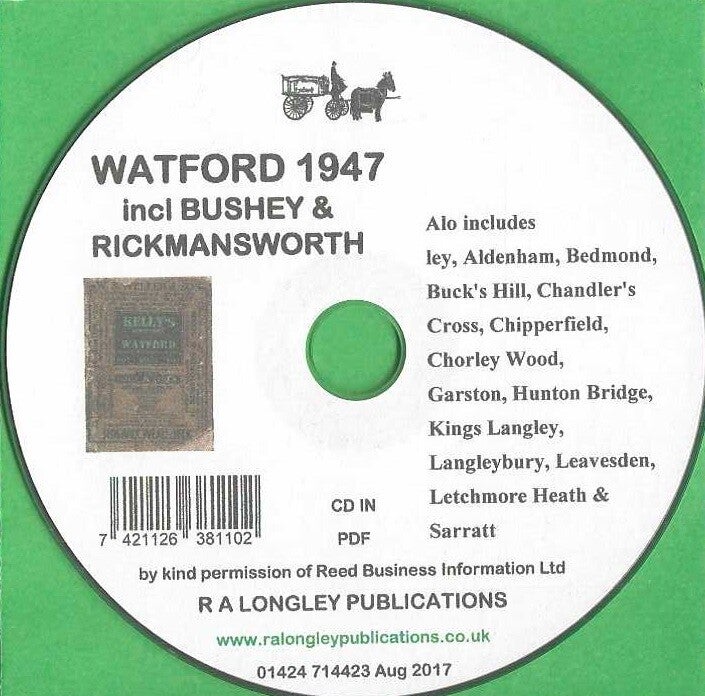 WATFORD 1947
incl BUSHEY &
RICKMANSWORTH
Alo includes
ley, Aldenham, Bedmond,
Buck's Hill, Chandler's
Cross, Chipperfield,
Chorley Wood,
Garston, Hunton Bridge,
Kings Langley,
Langleybury, Leavesden,
Letchmore Heath &
Sarratt
KELLY'S
WATFORD
7 421126 381102
CD IN
PDF
by kind permission of Reed Business Information Ltd
R A LONGLEY PUBLICATIONS
www.ralongleypublications.co.uk
01424 714423 Aug 2017